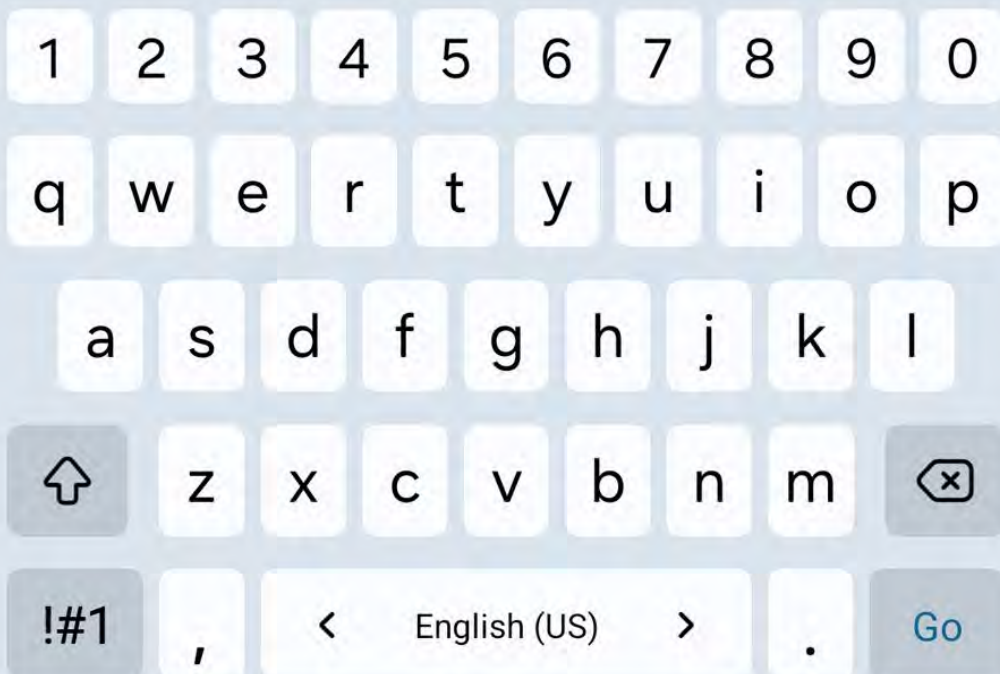 1 2 3 4 5 6 7 8 9 0
q w e r t y u i o p
a s d f g h j k l
z x c v b n m
!#1 , < English (US) > . Go